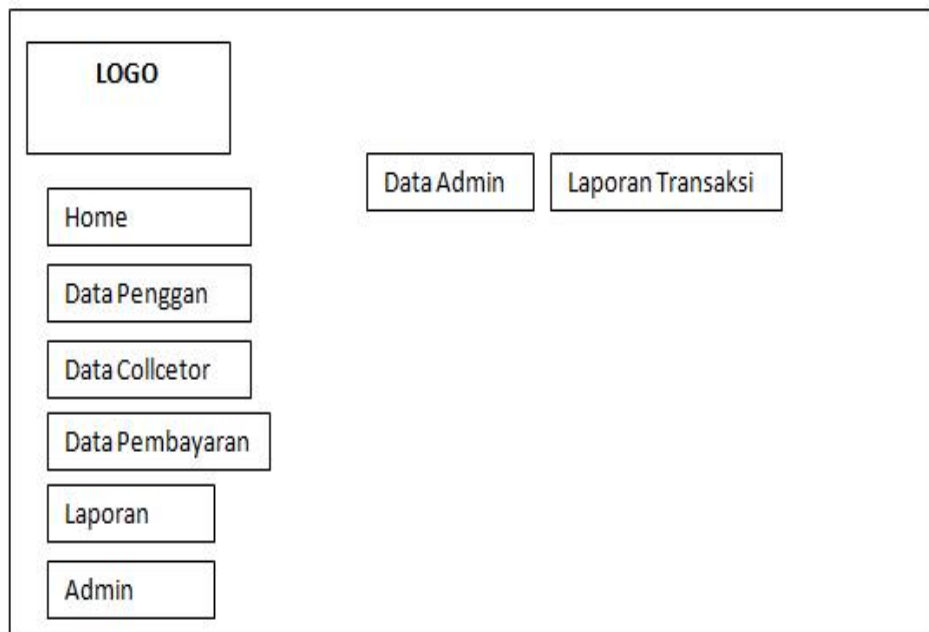 LOGO
Data Admin
Laporan Transaksi
Home
Data Penggan
Data Collcetor
Data Pembayaran
Laporan
Admin